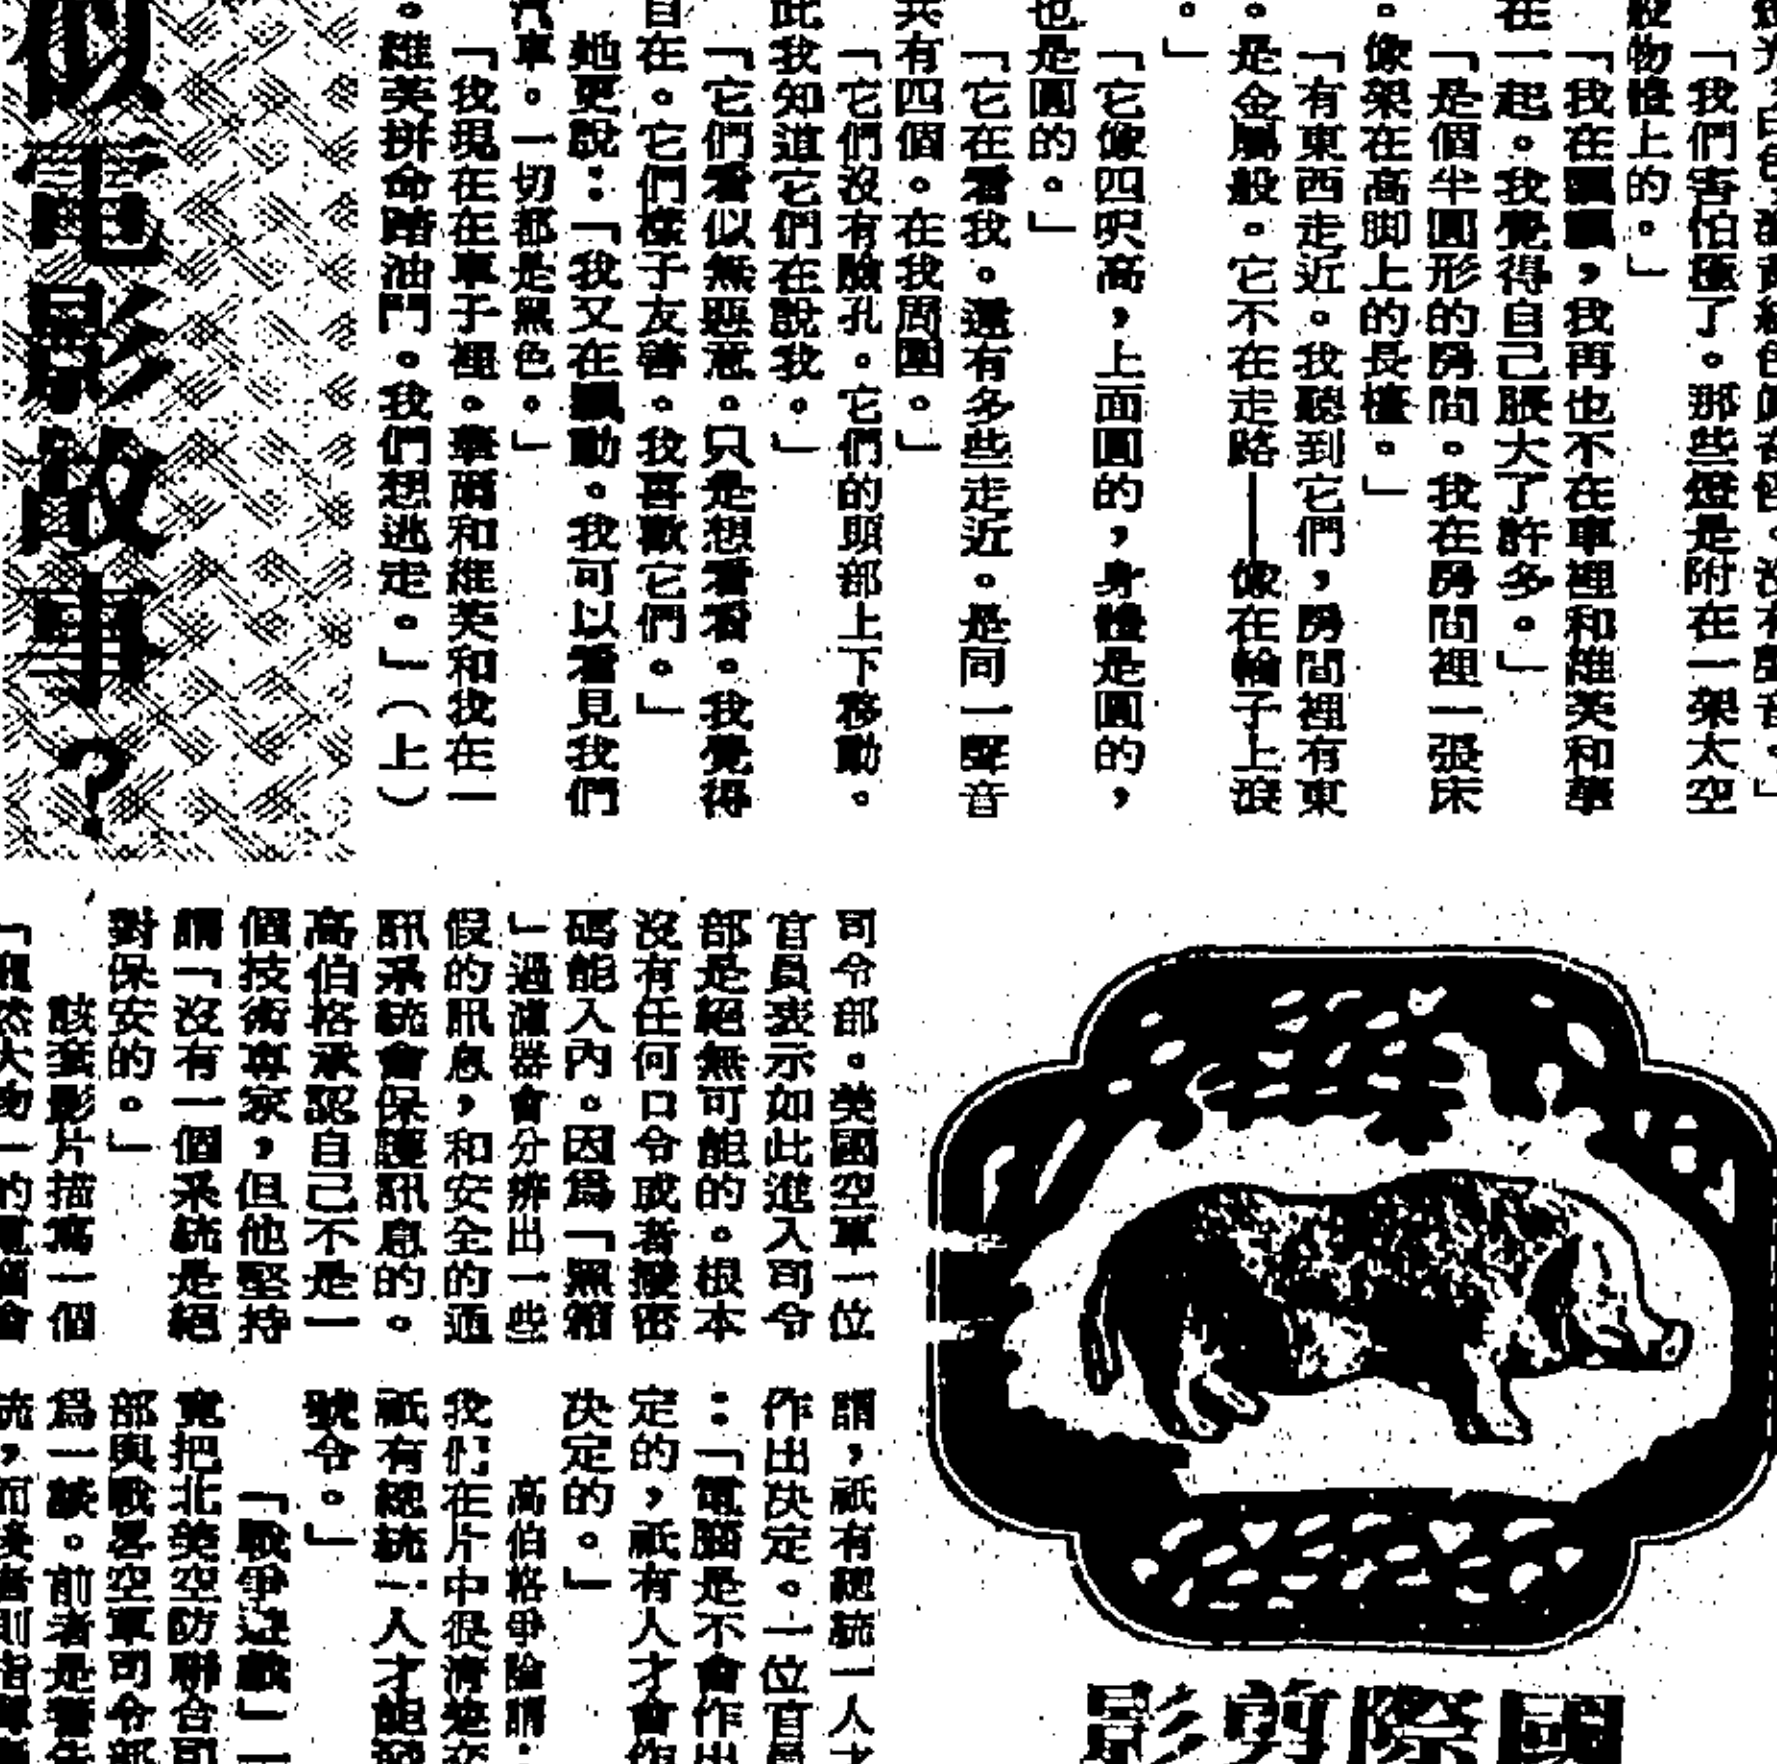 「我們害怕極了。那些燈是附在一架太空
般物體上的。」
「我在飄飄，我再也不在車裡和維芙和華
在一起。我覺得自己脹大了許多。」
「是個半圓形的房間。我在房間裡一張床
。像架在高脚上的長檯。」
「有東西走近。我聽到它們，房間裡有東
。是金屬般。它不在走路——像在輪子上滾
。」
「它像四呎高，上面圓的，身體是圓的，
也是圓的。」
「它在看我。還有多些走近。是同一聲音
共有四個。在我周圍。」
「它們沒有臉孔。它們的頭部上下移動。
此我知道它們在說我。」
「它們看似無惡意。只是想看看。我覺得
自在。它們樣子友善。我喜歡它們。」
她更說：「我又在飄動。我可以看見我們
汽車。一切都是黑色。」
「我現在在車子裡。華爾和維芙和我在一
。維芙拼命踏油門。我們想逃走。」（上）
似電影故事？
司令部。美國空軍一位
官員表示如此進入司令
部是絕無可能的。根本
沒有任何口令或者撥密
碼能入內。因爲「黑箱
」過濾器會分辨出一些
假的訊息，和安全的通
訊系統會保護訊息的。
高伯格承認自己不是一
個技術專家，但他堅持
謂「沒有一個系統是絕
對保安的。」
該套影片描寫一個
謂，祇有總統一人才
作出決定。一位官員
：「電腦是不會作出
定的，祇有人才會作
決定的。」
高伯格爭論謂：
我們在片中很清楚
祇有總統一人才能
號令。」
「戰爭遊戲」
竟把北美空防聯合司
部與戰畧空軍司令部
爲一談。前者是
統，而後者則指揮
國際剪影